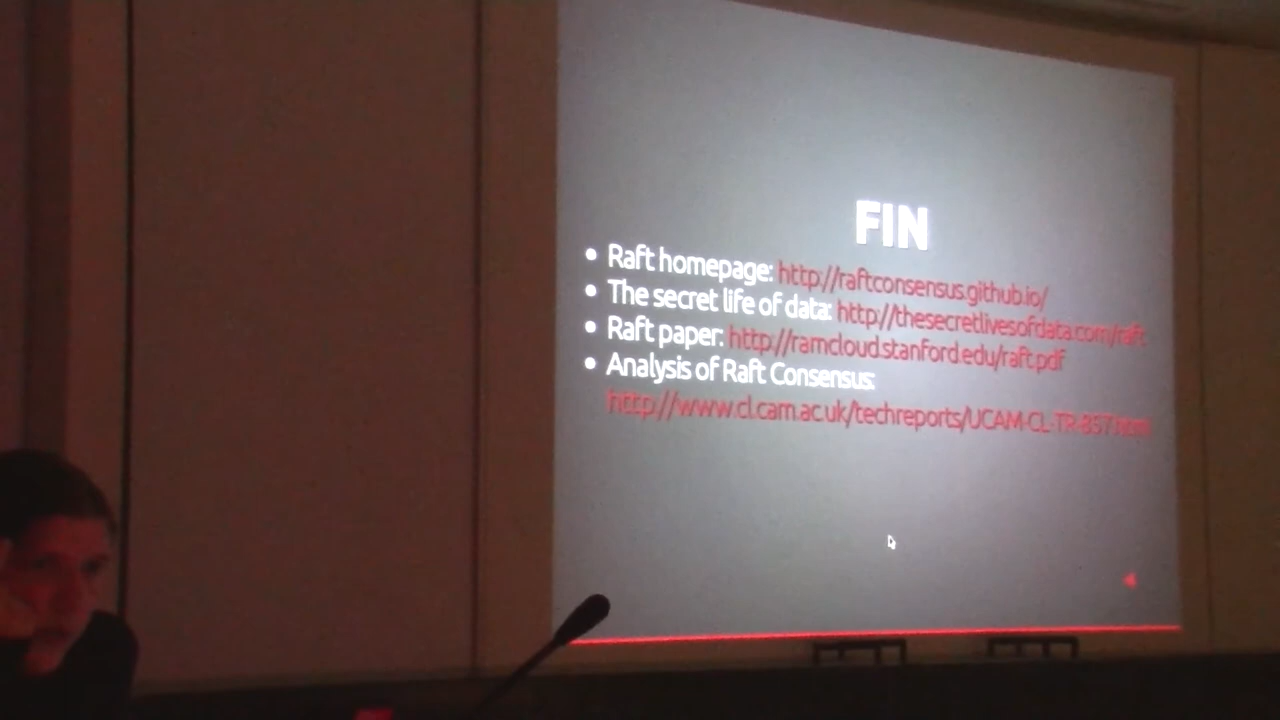 FIN
• Raft homepage: http://raftconsensus.github.io/
• The secret life of data: http://thesecretlivesofdata.com/raft
• Raft paper: http://ramcloud.stanford.edu/raft.pdf
• Analysis of Raft Consensus:
http://www.cl.cam.ac.uk/techreports/UCAM-CL-TR-857.html